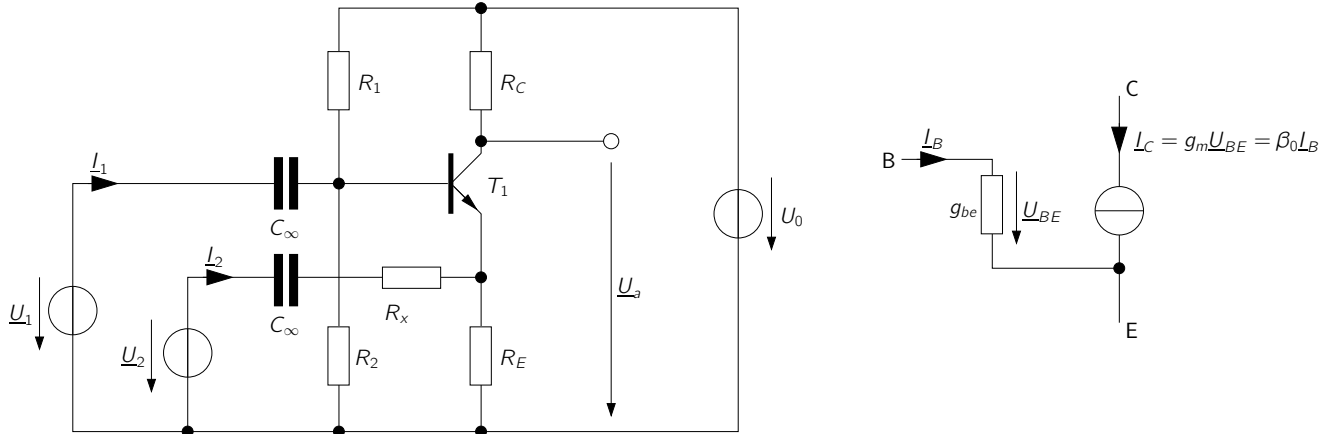 R1
RC
C
I1
IB
IC = gmUBE = β0IB
B
T1
C∞
gbe
UBE
U0
I2
Ua
U1
C∞
Rx
E
U2
R2
RE